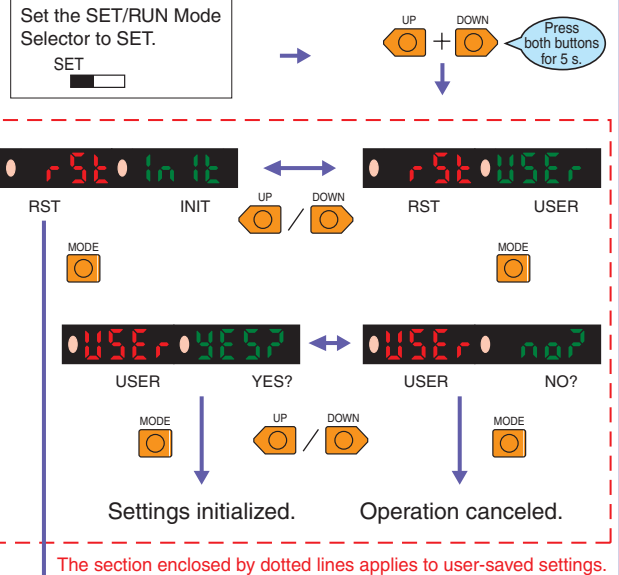 Set the SET/RUN Mode
Selector to SET.
SET
UP
DOWN
Press
both buttons
for 5 s.
rSt InIt
RST INIT
rSt USEr
RST USER
UP
DOWN
MODE
MODE
USEr YES?
USER YES?
USEr no?
USER NO?
MODE
UP
DOWN
MODE
Settings initialized.
Operation canceled.
The section enclosed by dotted lines applies to user-saved settings.